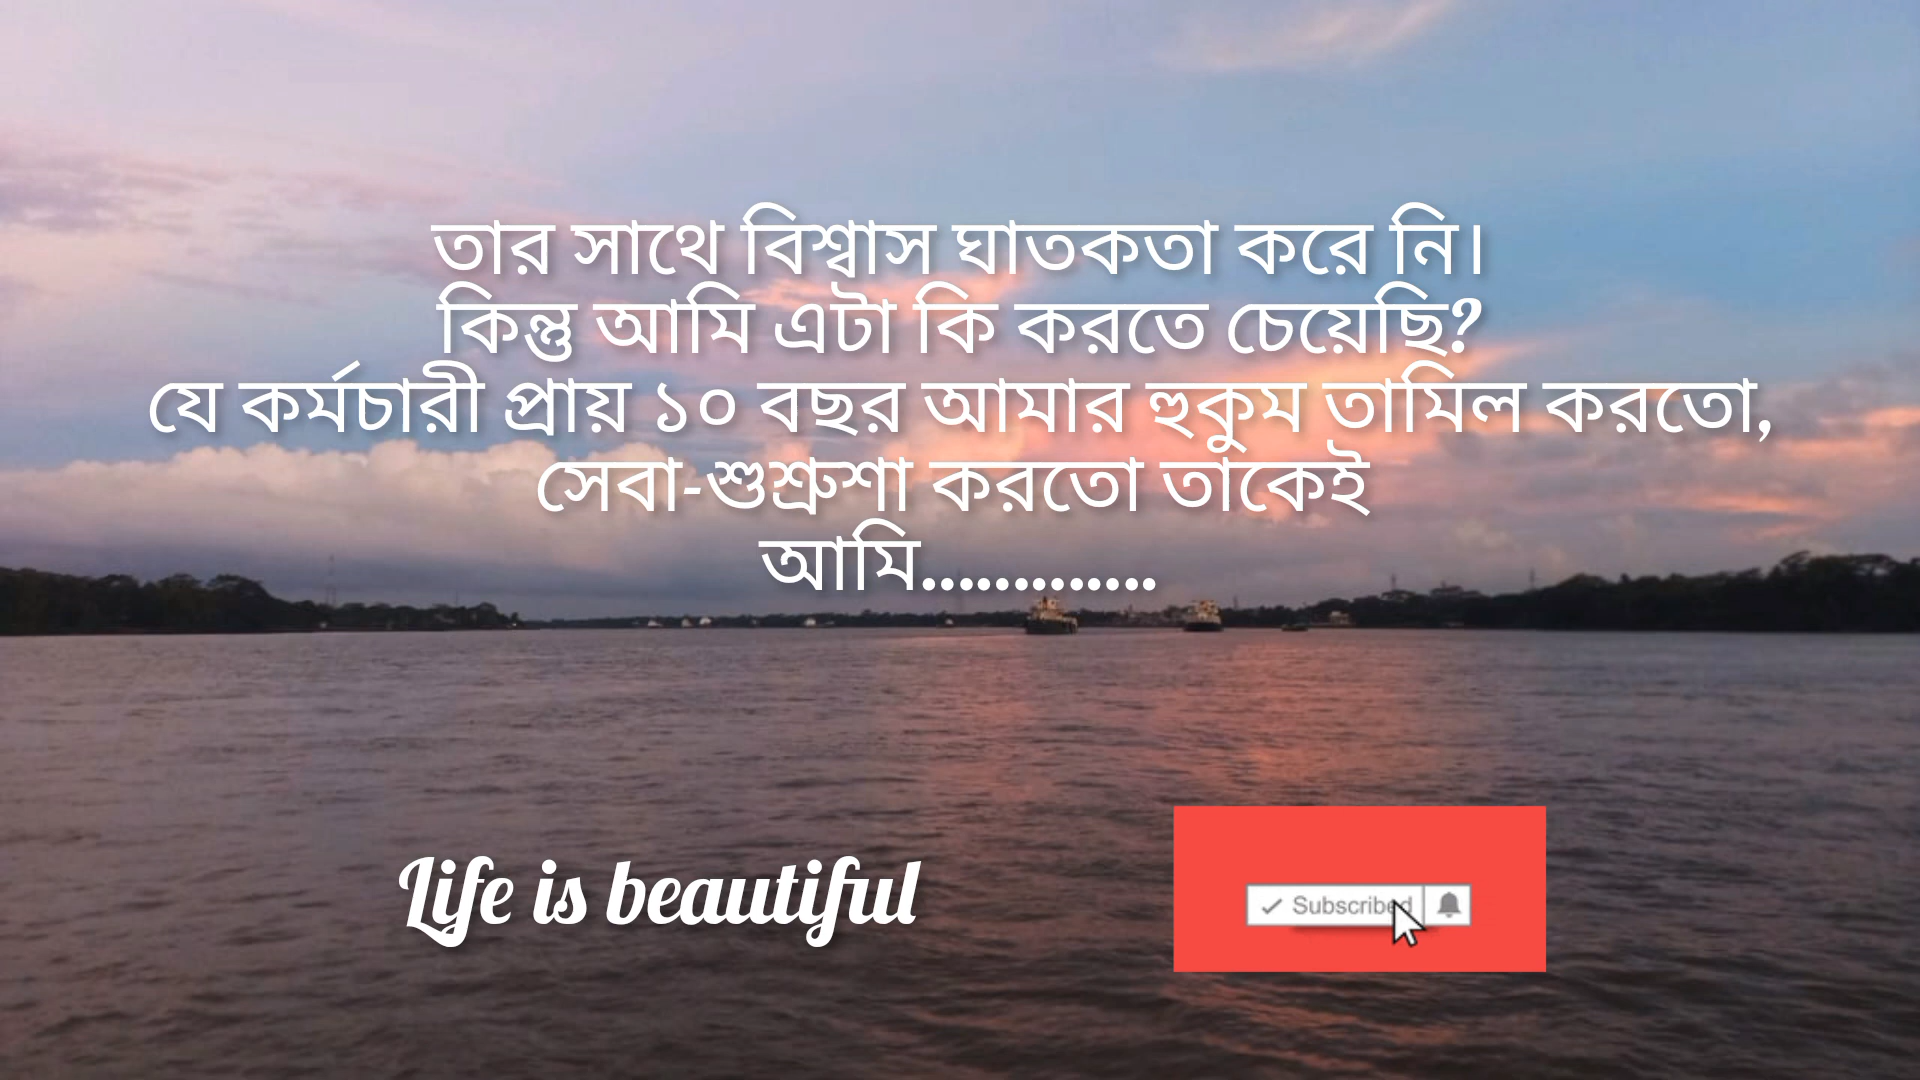 তার সাথে বিশ্বাস ঘাতকতা করে নি।
কিন্তু আমি এটা কি করতে চেয়েছি?
যে কর্মচারী প্রায় ১০ বছর আমার হুকুম তামিল করতো,
সেবা-শুশ্রুশা করতো তাকেই
আমি.............
Life is beautiful
Subscribed